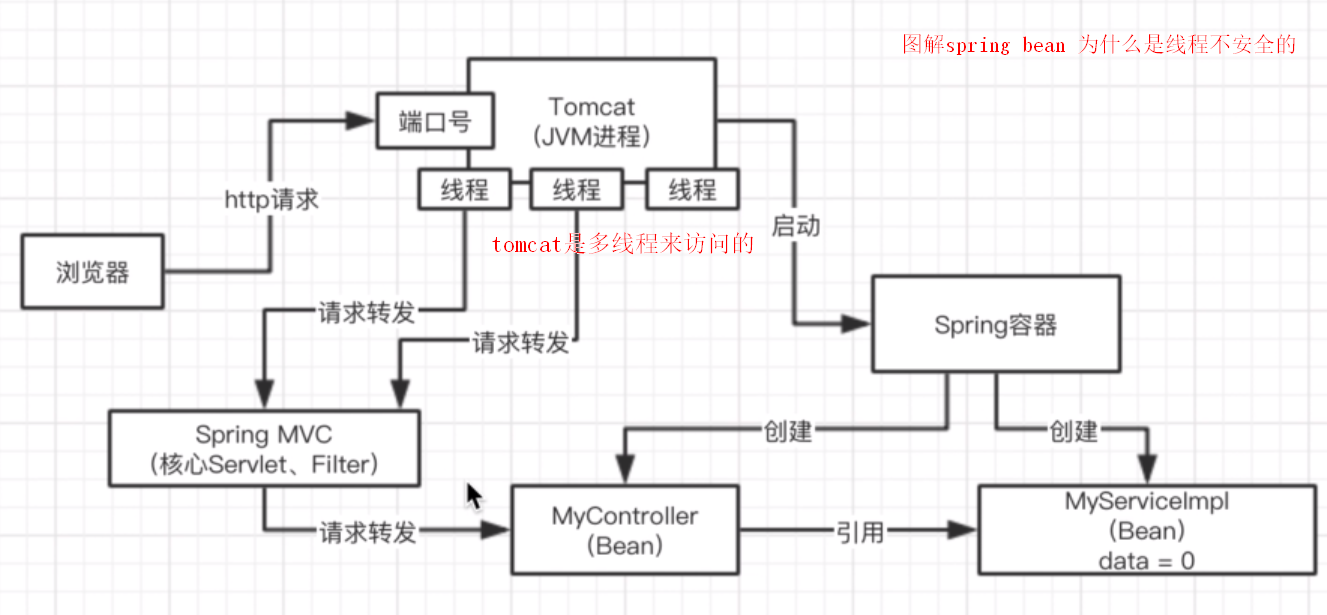 图解spring bean 为什么是线程不安全的
Tomcat
（JVM进程）
端口号
线程
线程
线程
http请求
启动
tomcat是多线程来访问的
浏览器
请求转发
请求转发
Spring容器
Spring MVC
（核心Servlet、Filter）
创建
创建
请求转发
MyController
（Bean）
引用
MyServiceImpl
（Bean）
data = 0